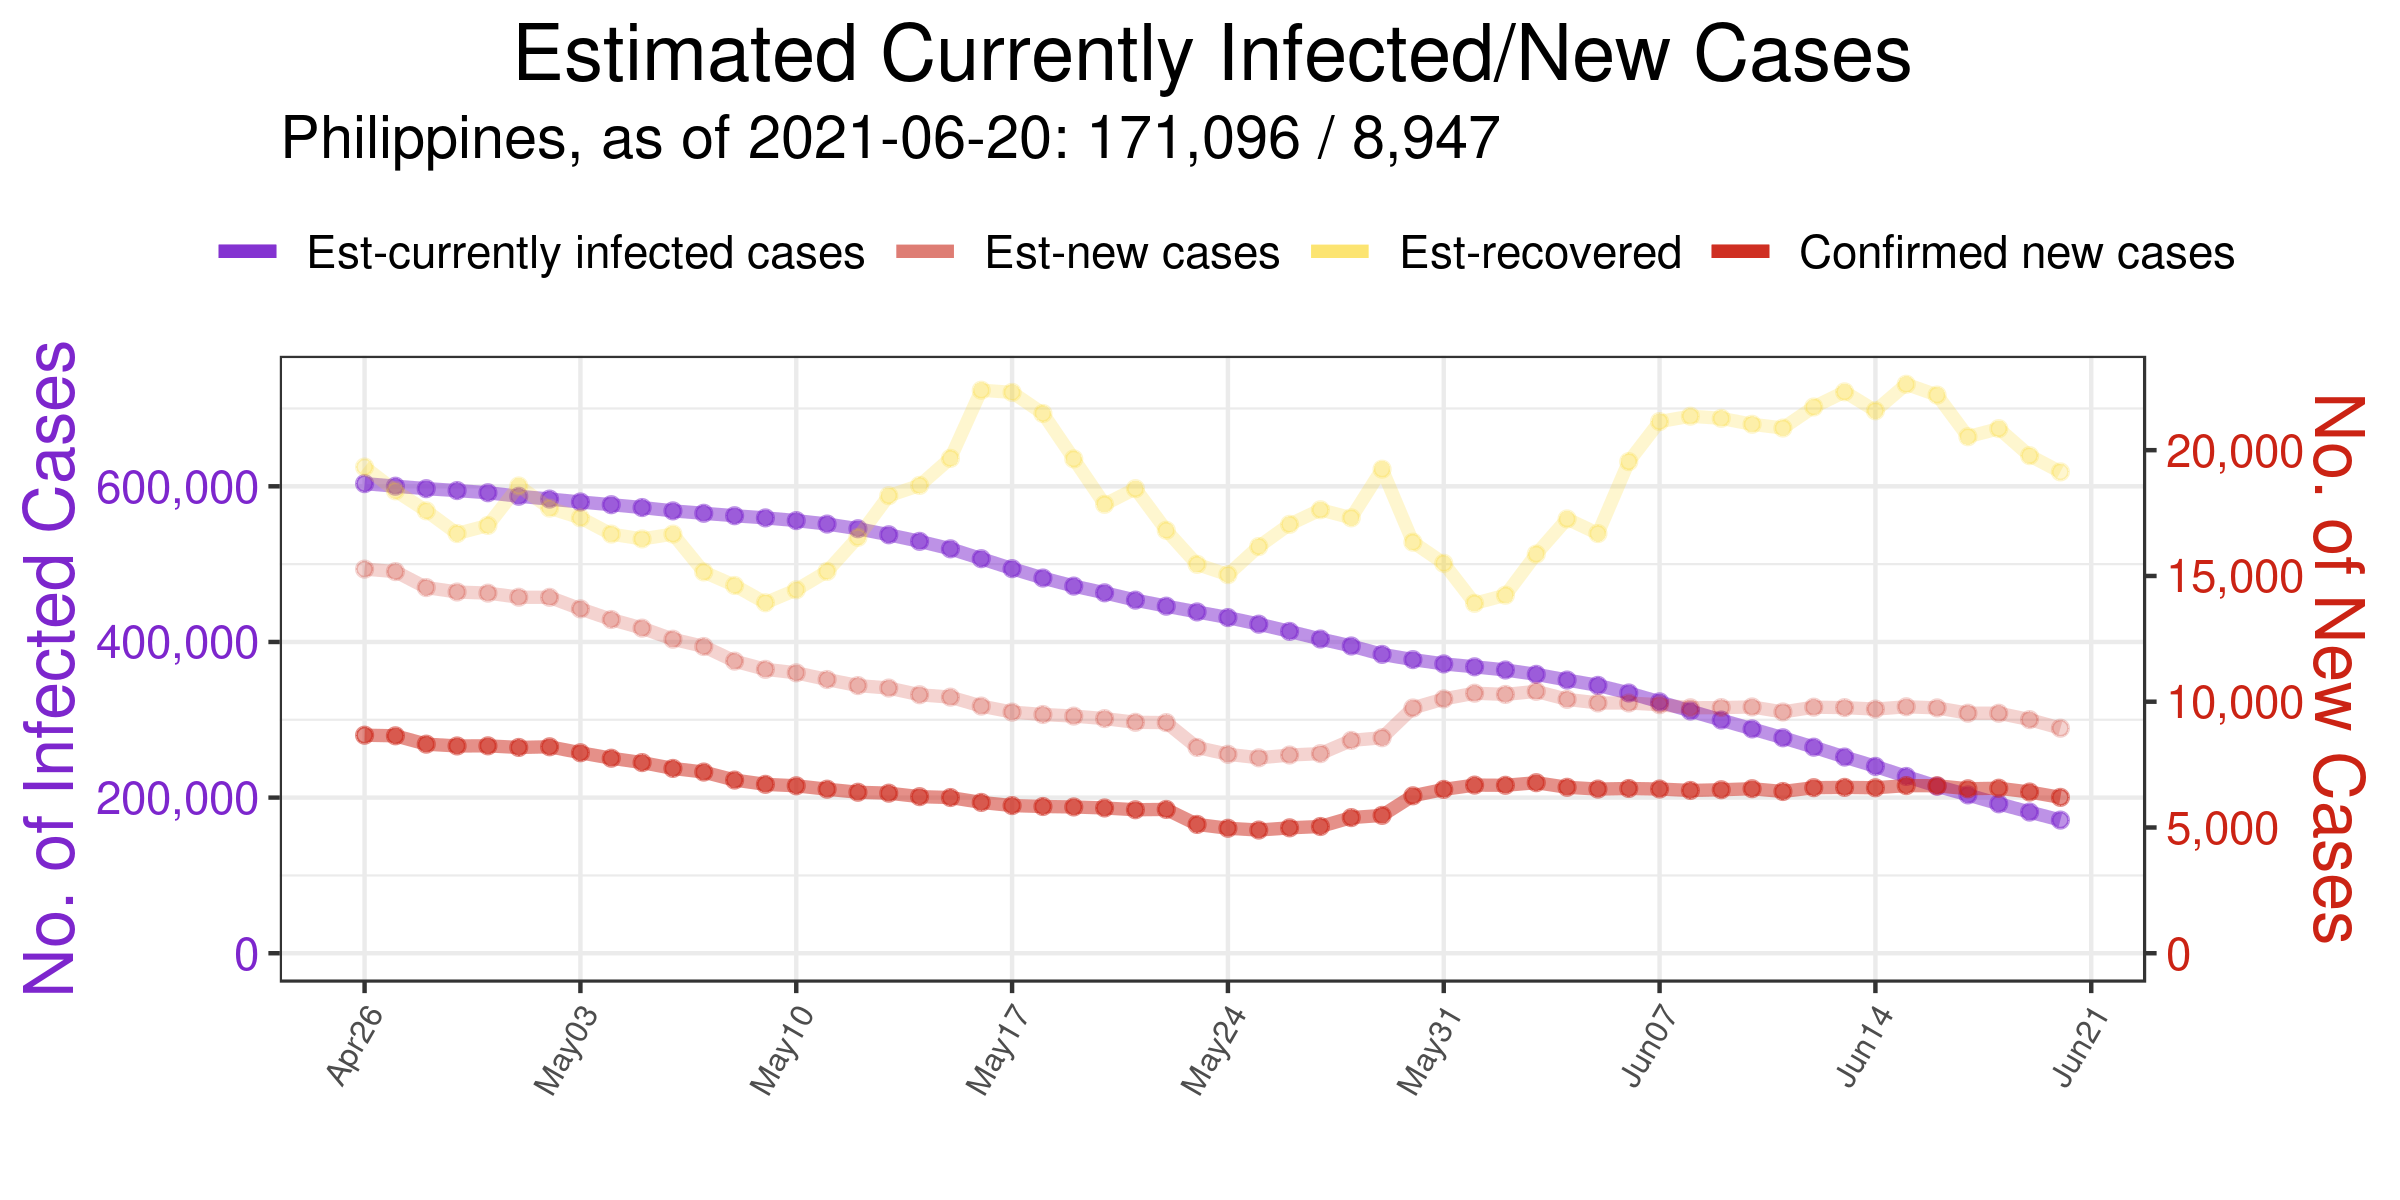 Estimated Currently Infected/New Cases
Philippines, as of 2021-06-20: 171,096 / 8,947
Est-currently infected cases Est-new cases Est-recovered Confirmed new cases
No. of Infected Cases
600,000
400,000
200,000
0
20,000
15,000
10,000
5,000
0
No. of New Cases
Apr26 May03 May10 May17 May24 May31 Jun07 Jun14 Jun21